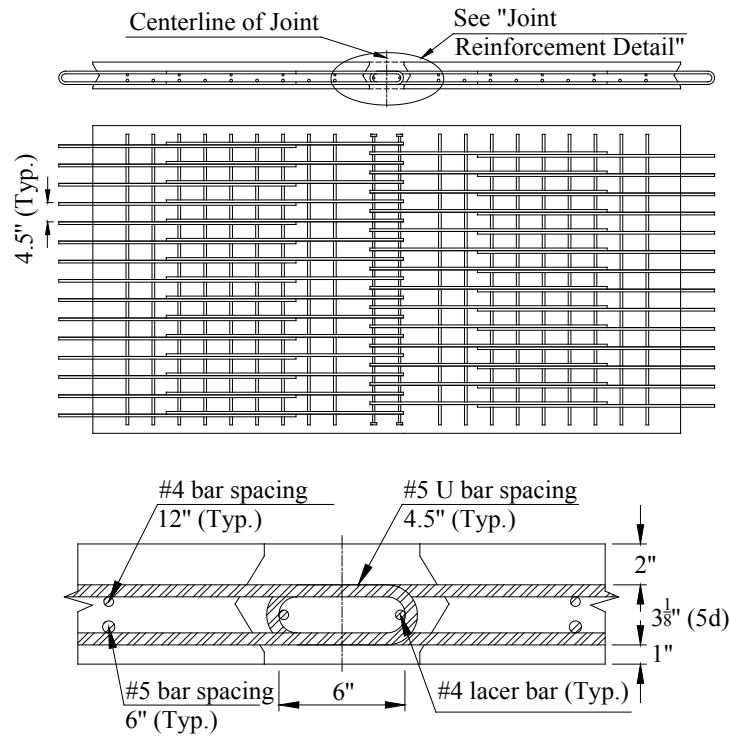 Centerline of Joint
See "Joint
Reinforcement Detail"
4.5" (Typ.)
#4 bar spacing
12" (Typ.)
#5 U bar spacing
4.5" (Typ.)
2"
3⅛" (5d)
1"
#5 bar spacing
6" (Typ.)
6"
#4 lacer bar (Typ.)